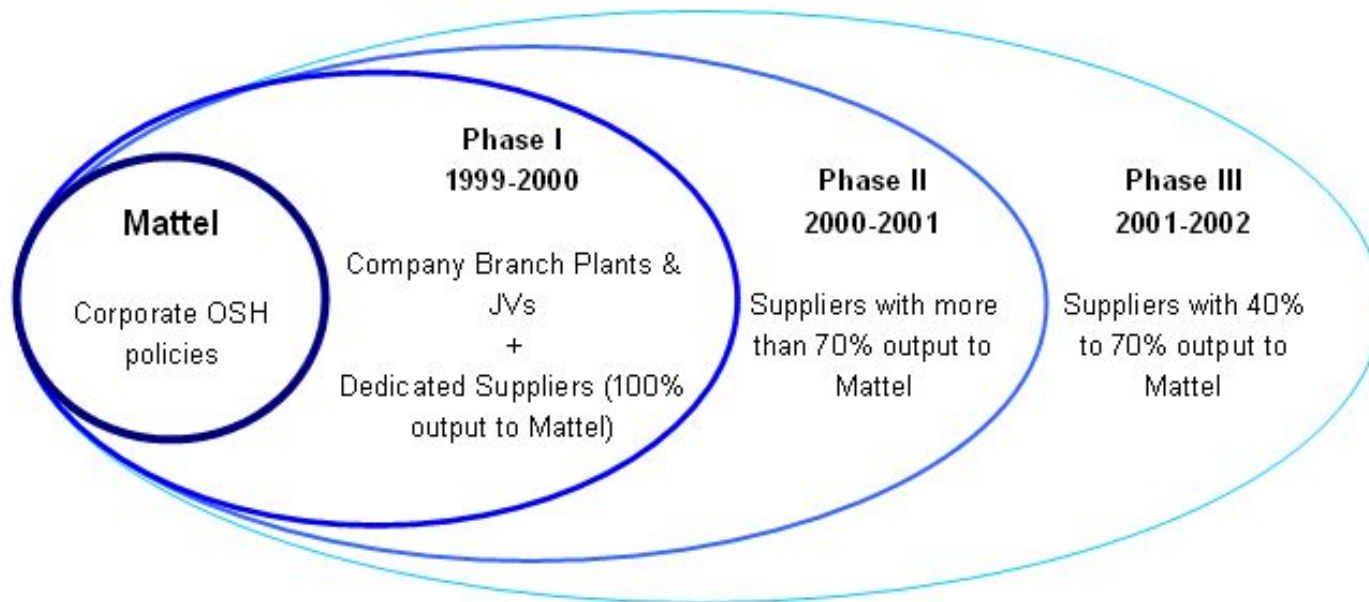 Mattel
Corporate OSH
policies
Phase I
1999-2000
Company Branch Plants &
JVs
+
Dedicated Suppliers (100%
output to Mattel)
Phase II
2000-2001
Suppliers with more
than 70% output to
Mattel
Phase III
2001-2002
Suppliers with 40%
to 70% output to
Mattel